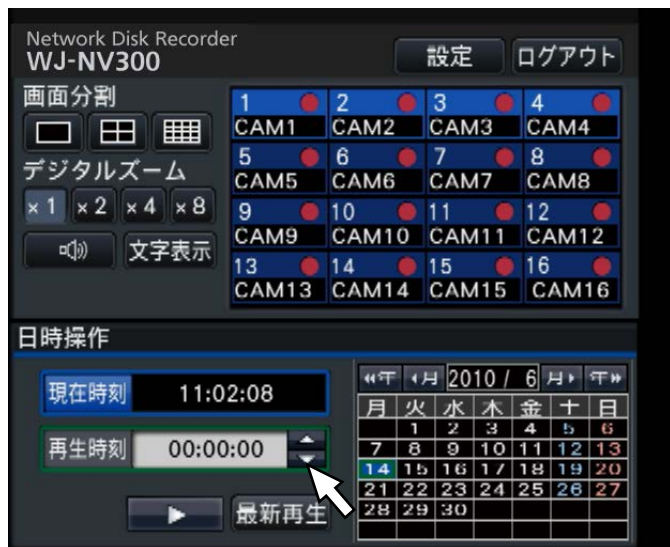 Network Disk Recorder
WJ-NV300
設定 ログアウト
画面分割
デジタルズーム
×1 ×2 ×4 ×8
文字表示
1 2 3 4
CAM1 CAM2 CAM3 CAM4
5 6 7 8
CAM5 CAM6 CAM7 CAM8
9 10 11 12
CAM9 CAM10 CAM11 CAM12
13 14 15 16
CAM13 CAM14 CAM15 CAM16
日時操作
現在時刻 11:02:08
再生時刻 00:00:00
最新再生
«年 ‹月 2010 / 6 月› 年»
月 火 水 木 金 土 日
1 2 3 4 5 6
7 8 9 10 11 12 13
14 15 16 17 18 19 20
21 22 23 24 25 26 27
28 29 30